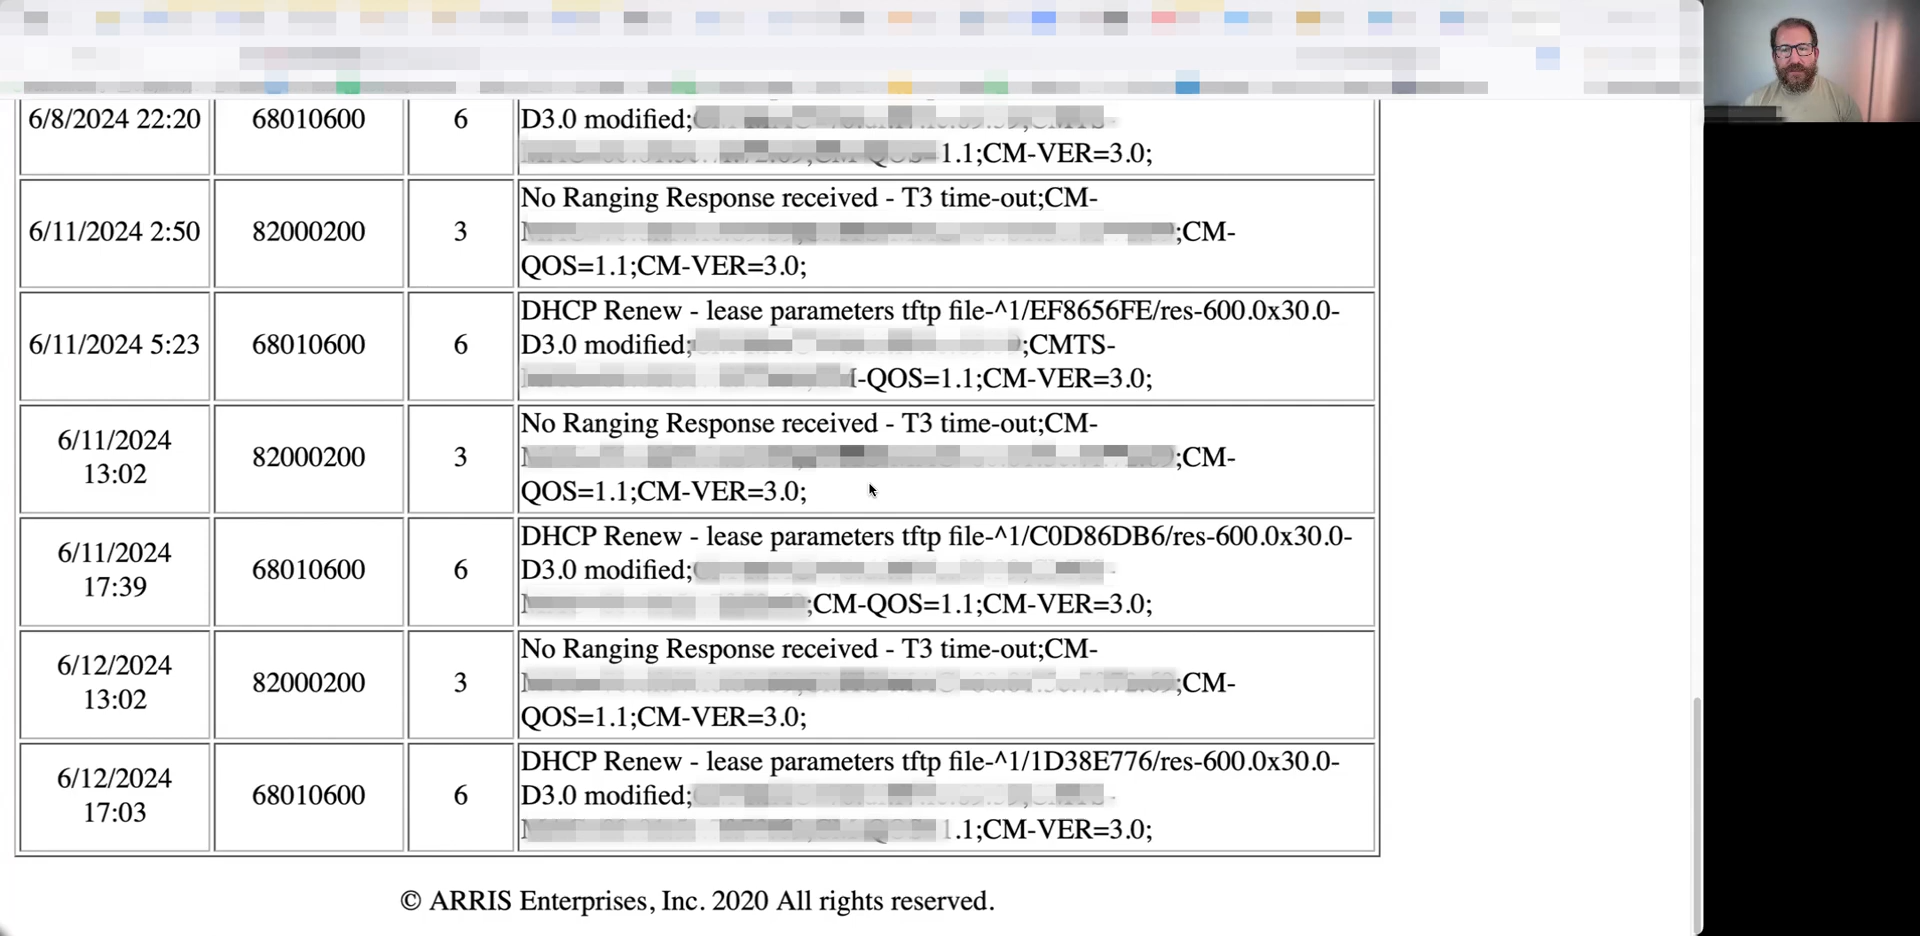 6/8/2024 22:20
68010600
6
D3.0 modified;
1.1;CM-VER=3.0;
6/11/2024 2:50
82000200
3
No Ranging Response received - T3 time-out;CM-
;CM-
QOS=1.1;CM-VER=3.0;
6/11/2024 5:23
68010600
6
DHCP Renew - lease parameters tftp file-^1/EF8656FE/res-600.0x30.0-
D3.0 modified; ;CMTS-
-QOS=1.1;CM-VER=3.0;
6/11/2024
13:02
82000200
3
No Ranging Response received - T3 time-out;CM-
;CM-
QOS=1.1;CM-VER=3.0;
6/11/2024
17:39
68010600
6
DHCP Renew - lease parameters tftp file-^1/C0D86DB6/res-600.0x30.0-
D3.0 modified;
;CM-QOS=1.1;CM-VER=3.0;
6/12/2024
13:02
82000200
3
No Ranging Response received - T3 time-out;CM-
;CM-
QOS=1.1;CM-VER=3.0;
6/12/2024
17:03
68010600
6
DHCP Renew - lease parameters tftp file-^1/1D38E776/res-600.0x30.0-
D3.0 modified;
1.1;CM-VER=3.0;
© ARRIS Enterprises, Inc. 2020 All rights reserved.